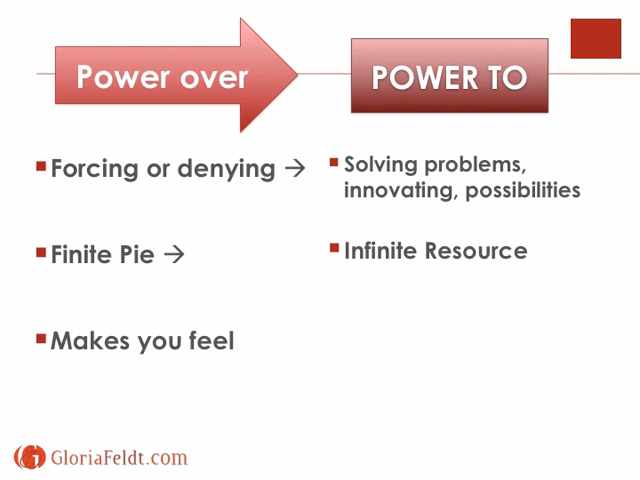 Power over
POWER TO
Forcing or denying →
Solving problems,
innovating, possibilities
Finite Pie →
Infinite Resource
Makes you feel
GloriaFeldt.com